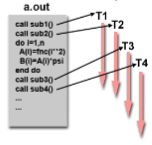 a.out
call sub1()
call sub2()
do i=1,n
A(i)=fnc(i**2)
B(i)=A(i)*psi
end do
call sub3()
call sub4()
...
...
T1
T2
T3
T4